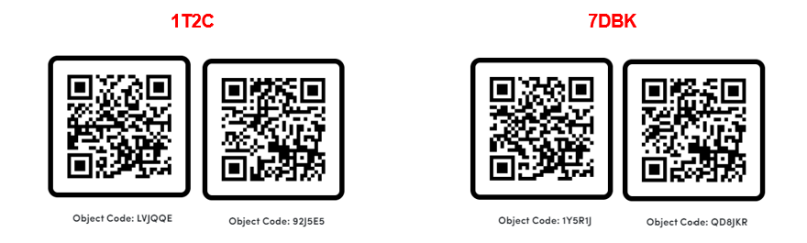 1T2C
7DBK
Object Code: LVJQQE
Object Code: 92J5E5
Object Code: 1Y5R1J
Object Code: QD8JKR